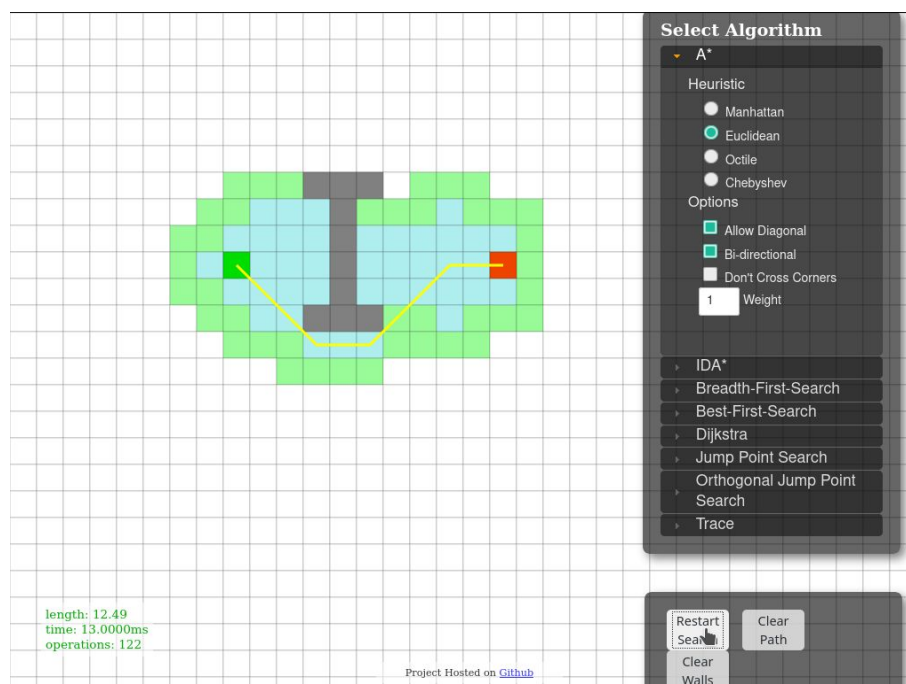 Select Algorithm
A*
Heuristic
Manhattan
Euclidean
Octile
Chebyshev
Options
Allow Diagonal
Bi-directional
Don't Cross Corners
1 Weight
IDA*
Breadth-First-Search
Best-First-Search
Dijkstra
Jump Point Search
Orthogonal Jump Point
Search
Trace
length: 12.49
time: 13.0000ms
operations: 122
Restart
Clear
Path
Clear
Walls
Project Hosted on Github